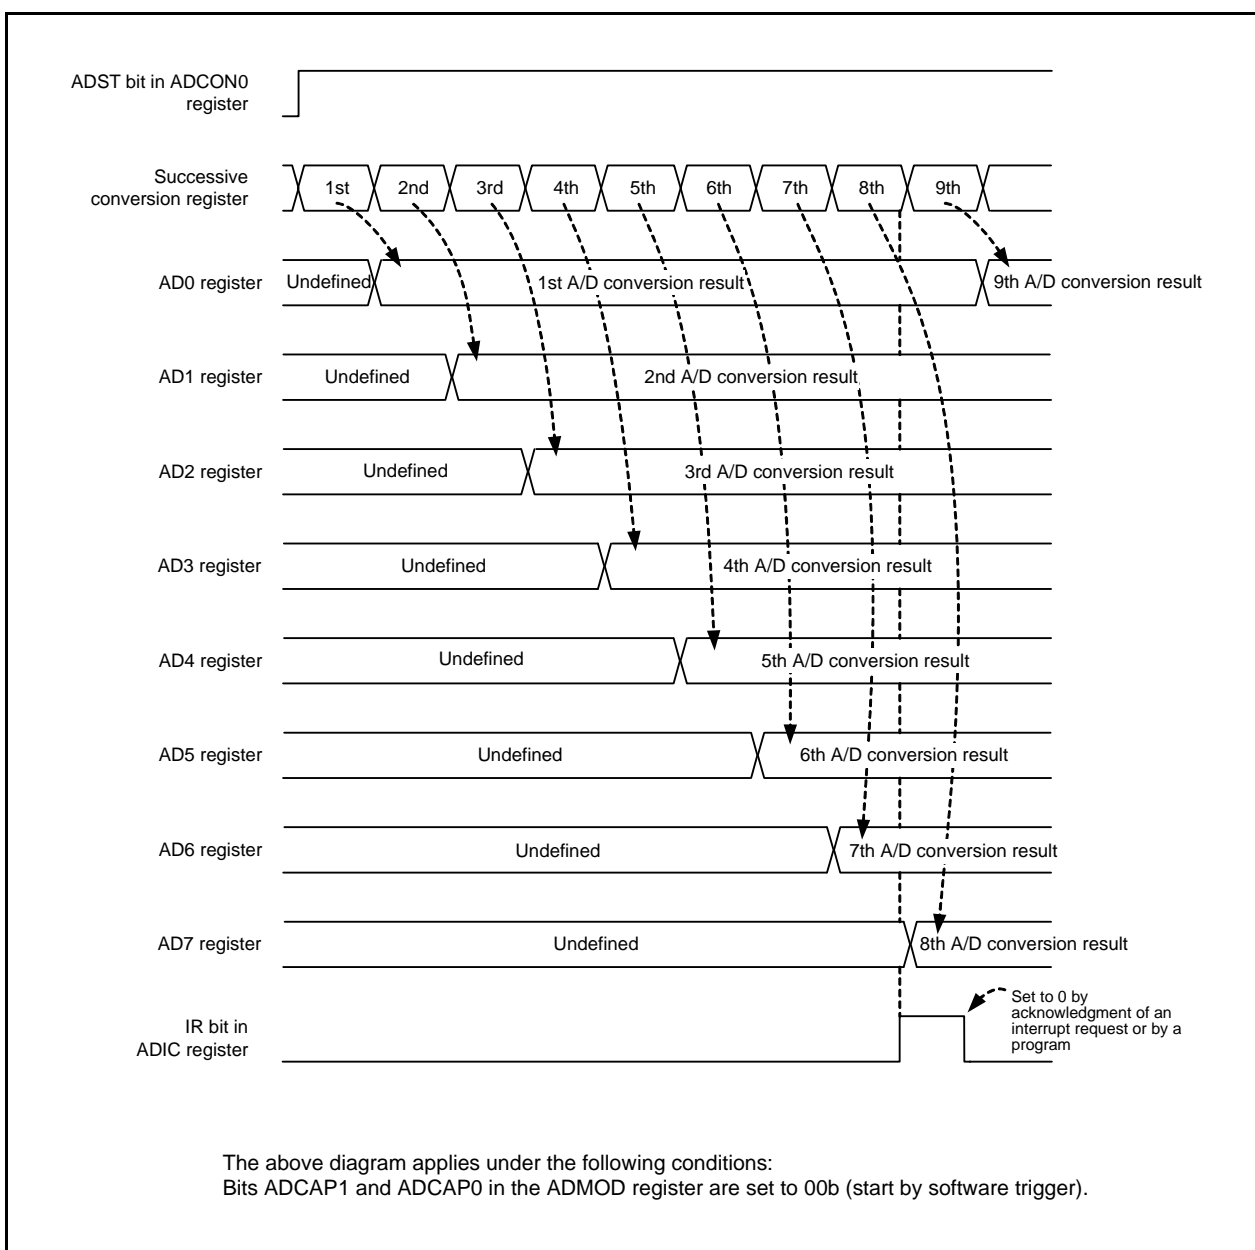 ADST bit in ADCON0
register
Successive
conversion register
1st 2nd 3rd 4th 5th 6th 7th 8th 9th
AD0 register Undefined 1st A/D conversion result 9th A/D conversion result
AD1 register Undefined 2nd A/D conversion result
AD2 register Undefined 3rd A/D conversion result
AD3 register Undefined 4th A/D conversion result
AD4 register Undefined 5th A/D conversion result
AD5 register Undefined 6th A/D conversion result
AD6 register Undefined 7th A/D conversion result
AD7 register Undefined 8th A/D conversion result
IR bit in
ADIC register
Set to 0 by
acknowledgment of an
interrupt request or by a
program
The above diagram applies under the following conditions:
Bits ADCAP1 and ADCAP0 in the ADMOD register are set to 00b (start by software trigger).